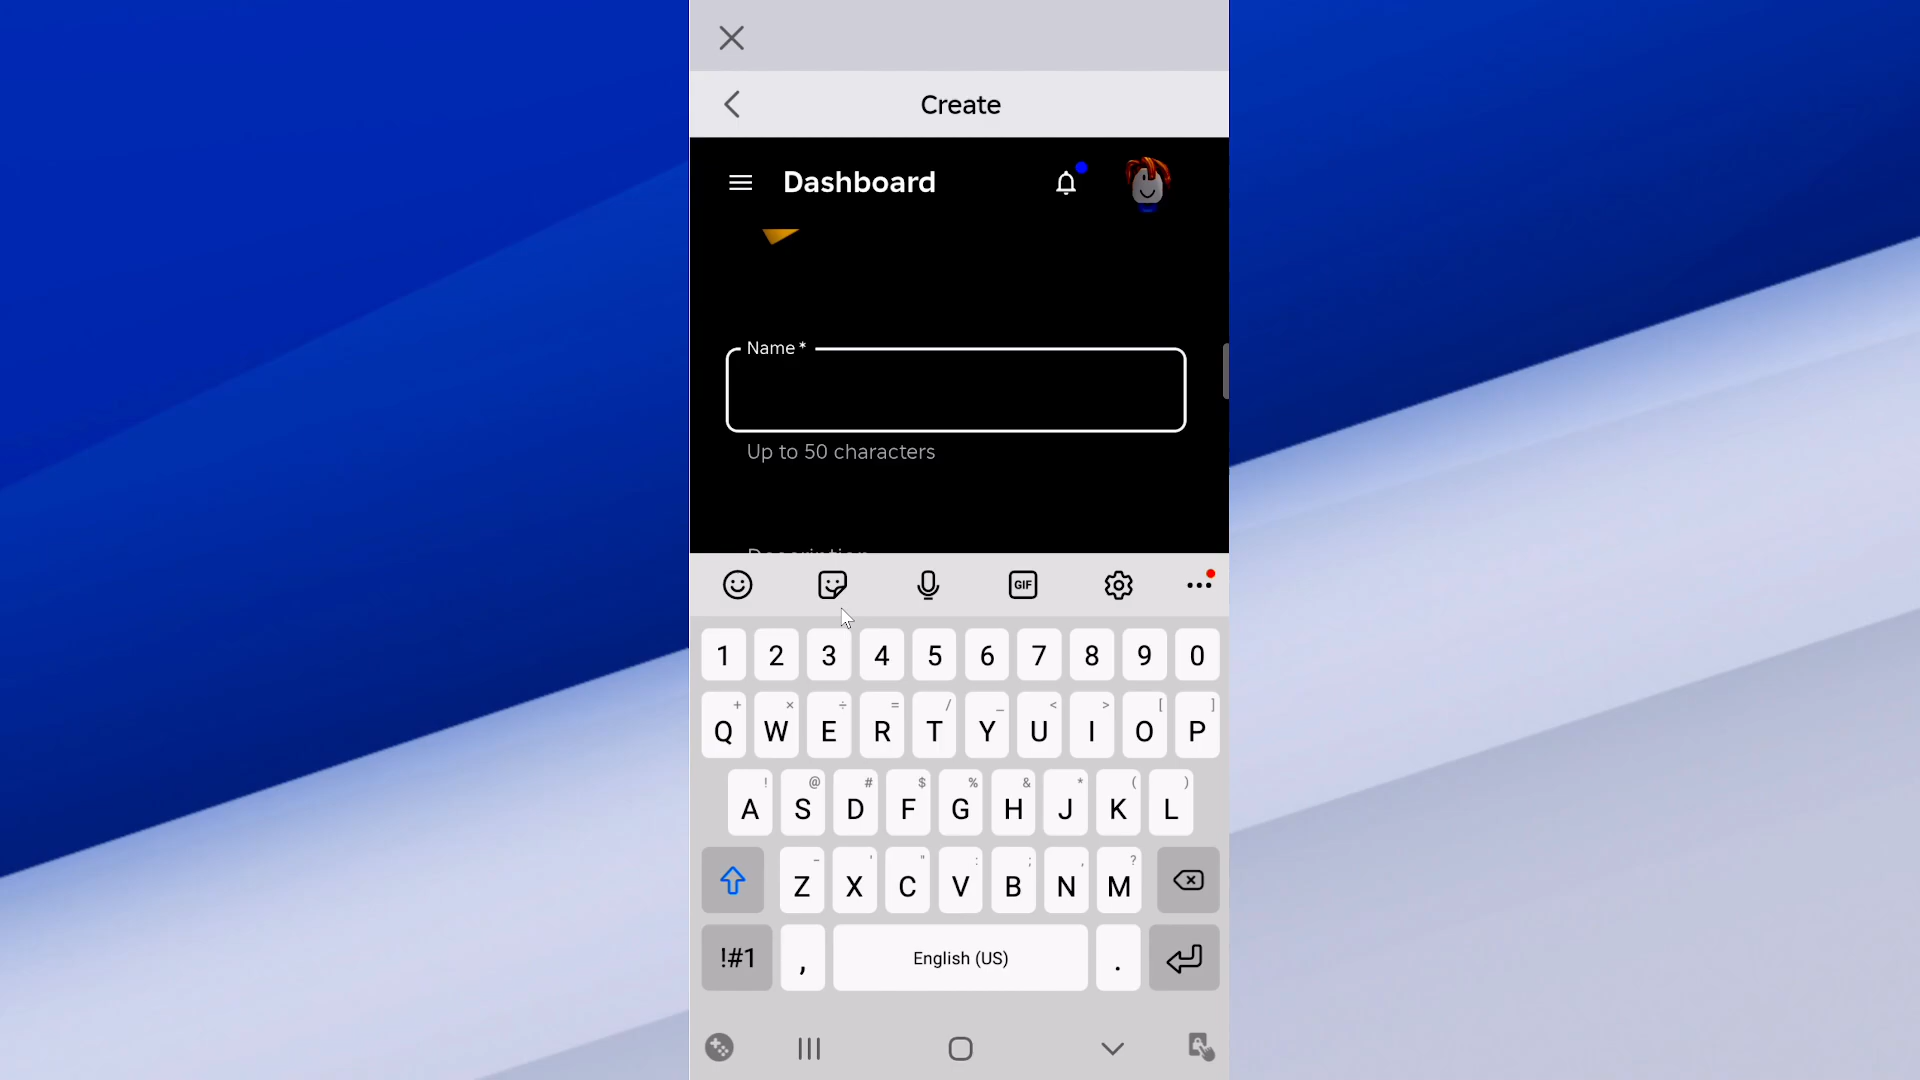 Create
Dashboard
Name *
Up to 50 characters
Description
GIF
1 2 3 4 5 6 7 8 9 0
+ × ÷ = / _ < > [ ]
Q W E R T Y U I O P
! @ # $ % & * ( )
A S D F G H J K L
- ' " : ; , ?
Z X C V B N M
!#1 , English (US) .